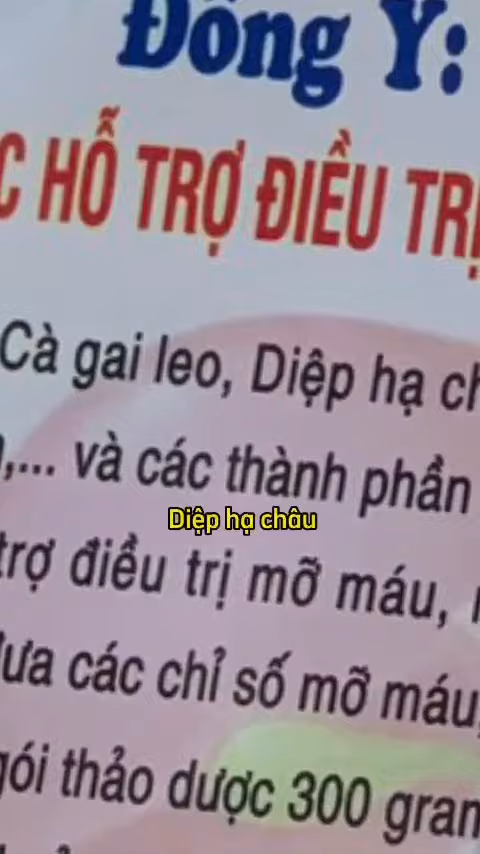 Đông Y:
C HỖ TRỢ ĐIỀU TRỊ
Cà gai leo, Diệp hạ ch
,... và các thành phần
Diệp hạ châu
trợ điều trị mỡ máu,
ưa các chỉ số mỡ máu,
gói thảo dược 300 gran